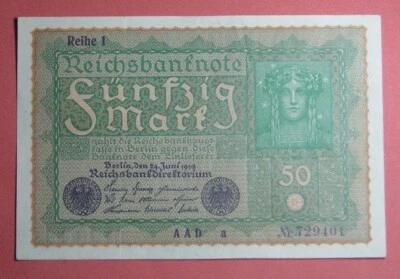 Reihe 1
Reichsbanknote
Fünfzig
Mark
zahlt die Reichsbankhaupt-
kasse in Berlin gegen diese
Banknote dem Einlieferer
Berlin, den 24. Juni 1919
Reichsbankdirektorium
50
AAD a
Nr. 729401